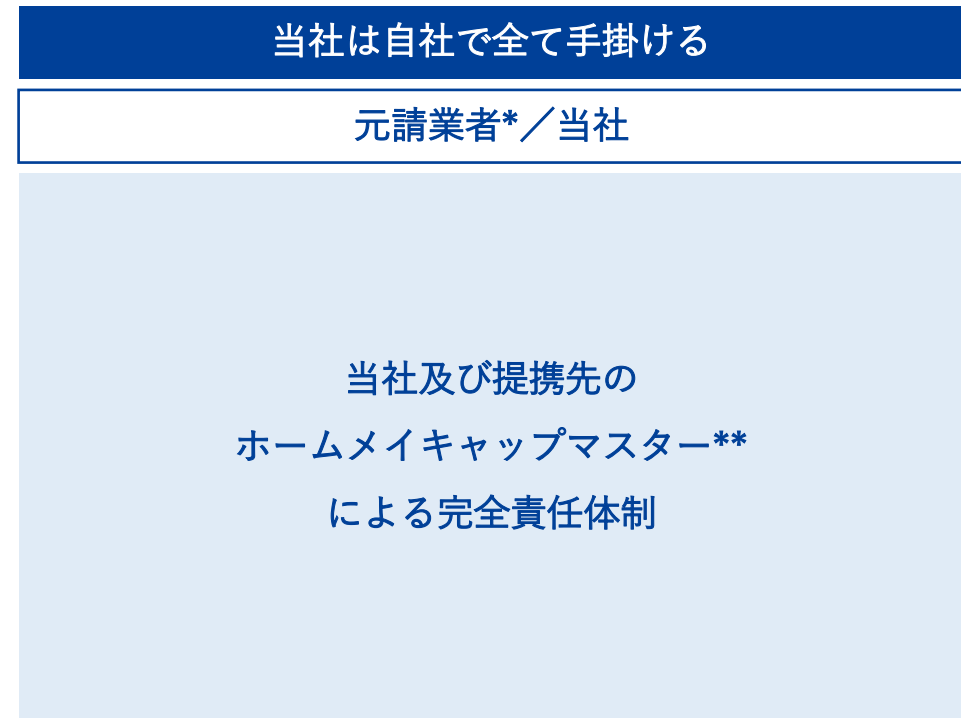 当社は自社で全て手掛ける
元請業者*／当社
当社及び提携先の
ホームメイキャップマスター**
による完全責任体制